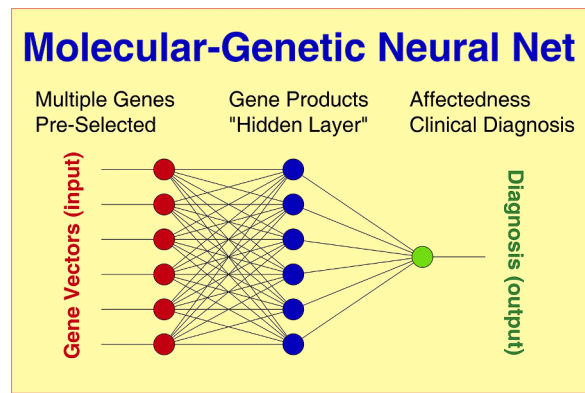 Molecular-Genetic Neural Net
Multiple Genes
Pre-Selected
Gene Products
"Hidden Layer"
Affectedness
Clinical Diagnosis
Gene Vectors (input)
Diagnosis (output)